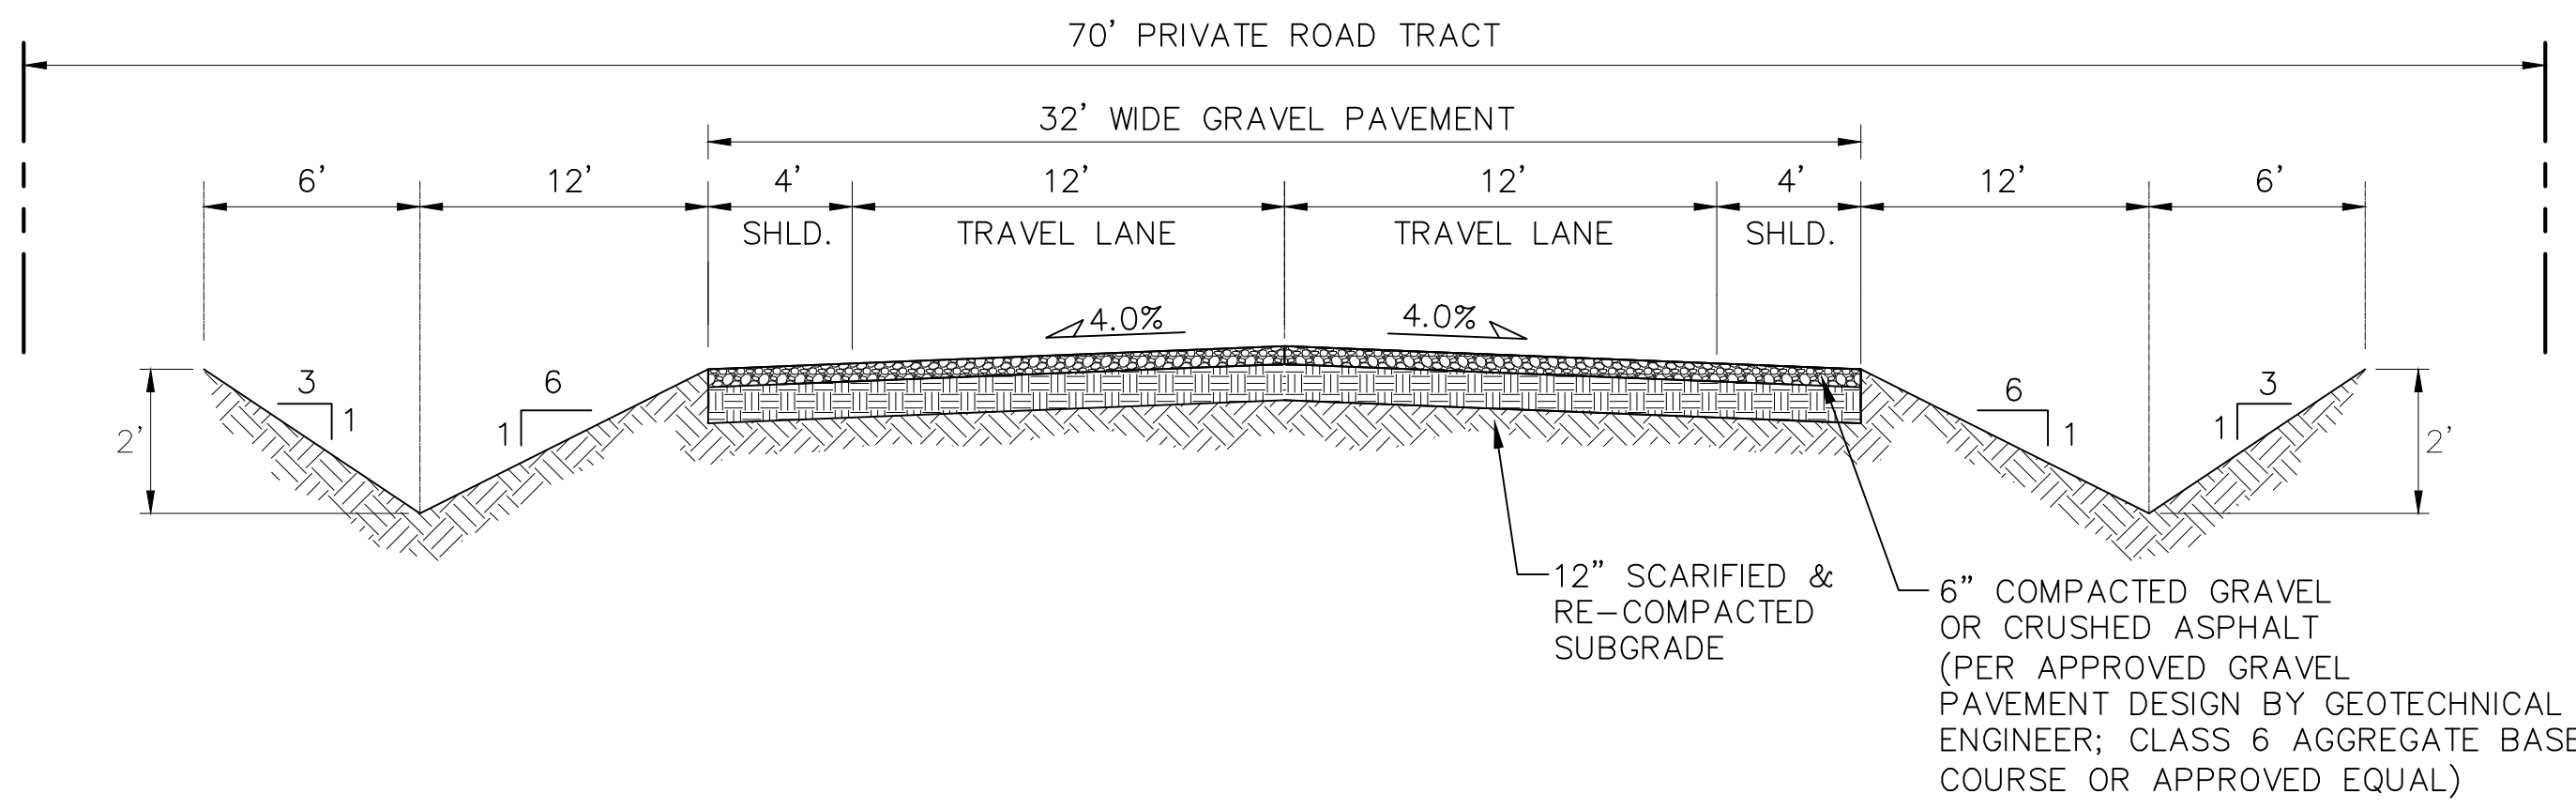 70' PRIVATE ROAD TRACT
32' WIDE GRAVEL PAVEMENT
6' 12' 4' 12' 12' 4' 12' 6'
SHLD. TRAVEL LANE TRAVEL LANE SHLD.
4.0% 4.0%
3 6 6 3
1 1 1 1
2' 2'
12" SCARIFIED &
RE-COMPACTED
SUBGRADE
6" COMPACTED GRAVEL
OR CRUSHED ASPHALT
(PER APPROVED GRAVEL
PAVEMENT DESIGN BY GEOTECHNICAL
ENGINEER; CLASS 6 AGGREGATE BASE
COURSE OR APPROVED EQUAL)